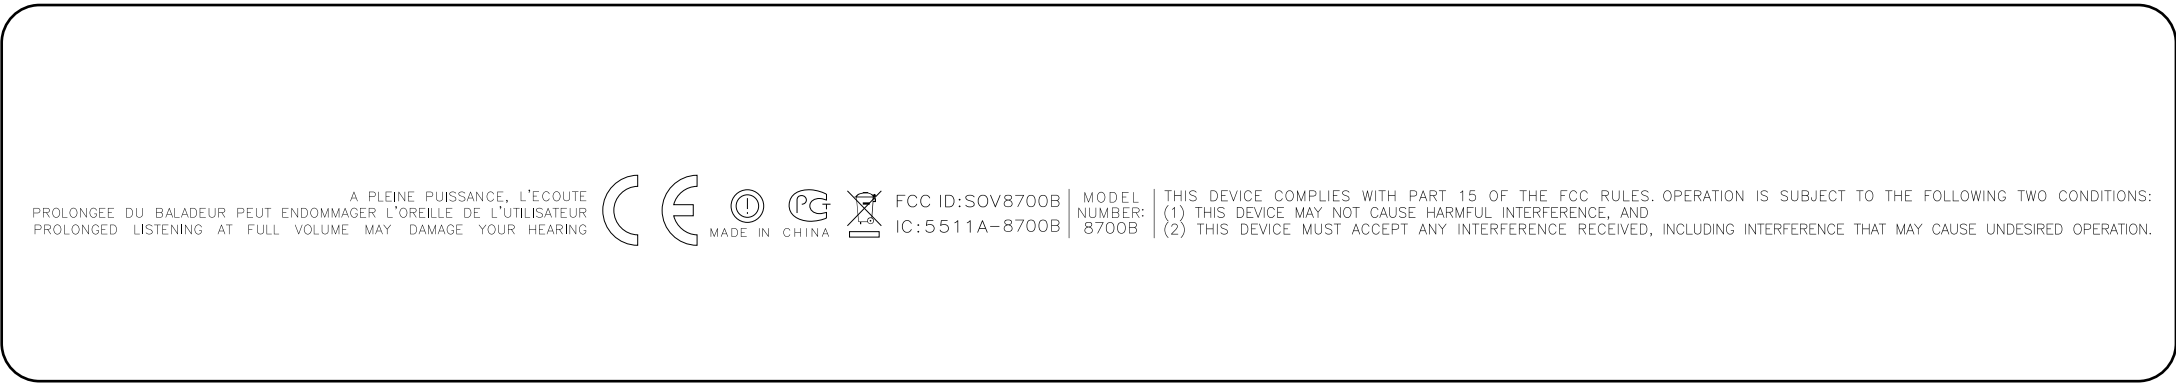 A PLEINE PUISSANCE, L'ECOUTE
PROLONGEE DU BALADEUR PEUT ENDOMMAGER L'OREILLE DE L'UTILISATEUR
PROLONGED LISTENING AT FULL VOLUME MAY DAMAGE YOUR HEARING
CE
MADE IN CHINA
FCC ID:SOV8700B
IC:5511A-8700B
MODEL
NUMBER:
8700B
THIS DEVICE COMPLIES WITH PART 15 OF THE FCC RULES. OPERATION IS SUBJECT TO THE FOLLOWING TWO CONDITIONS:
(1) THIS DEVICE MAY NOT CAUSE HARMFUL INTERFERENCE, AND
(2) THIS DEVICE MUST ACCEPT ANY INTERFERENCE RECEIVED, INCLUDING INTERFERENCE THAT MAY CAUSE UNDESIRED OPERATION.